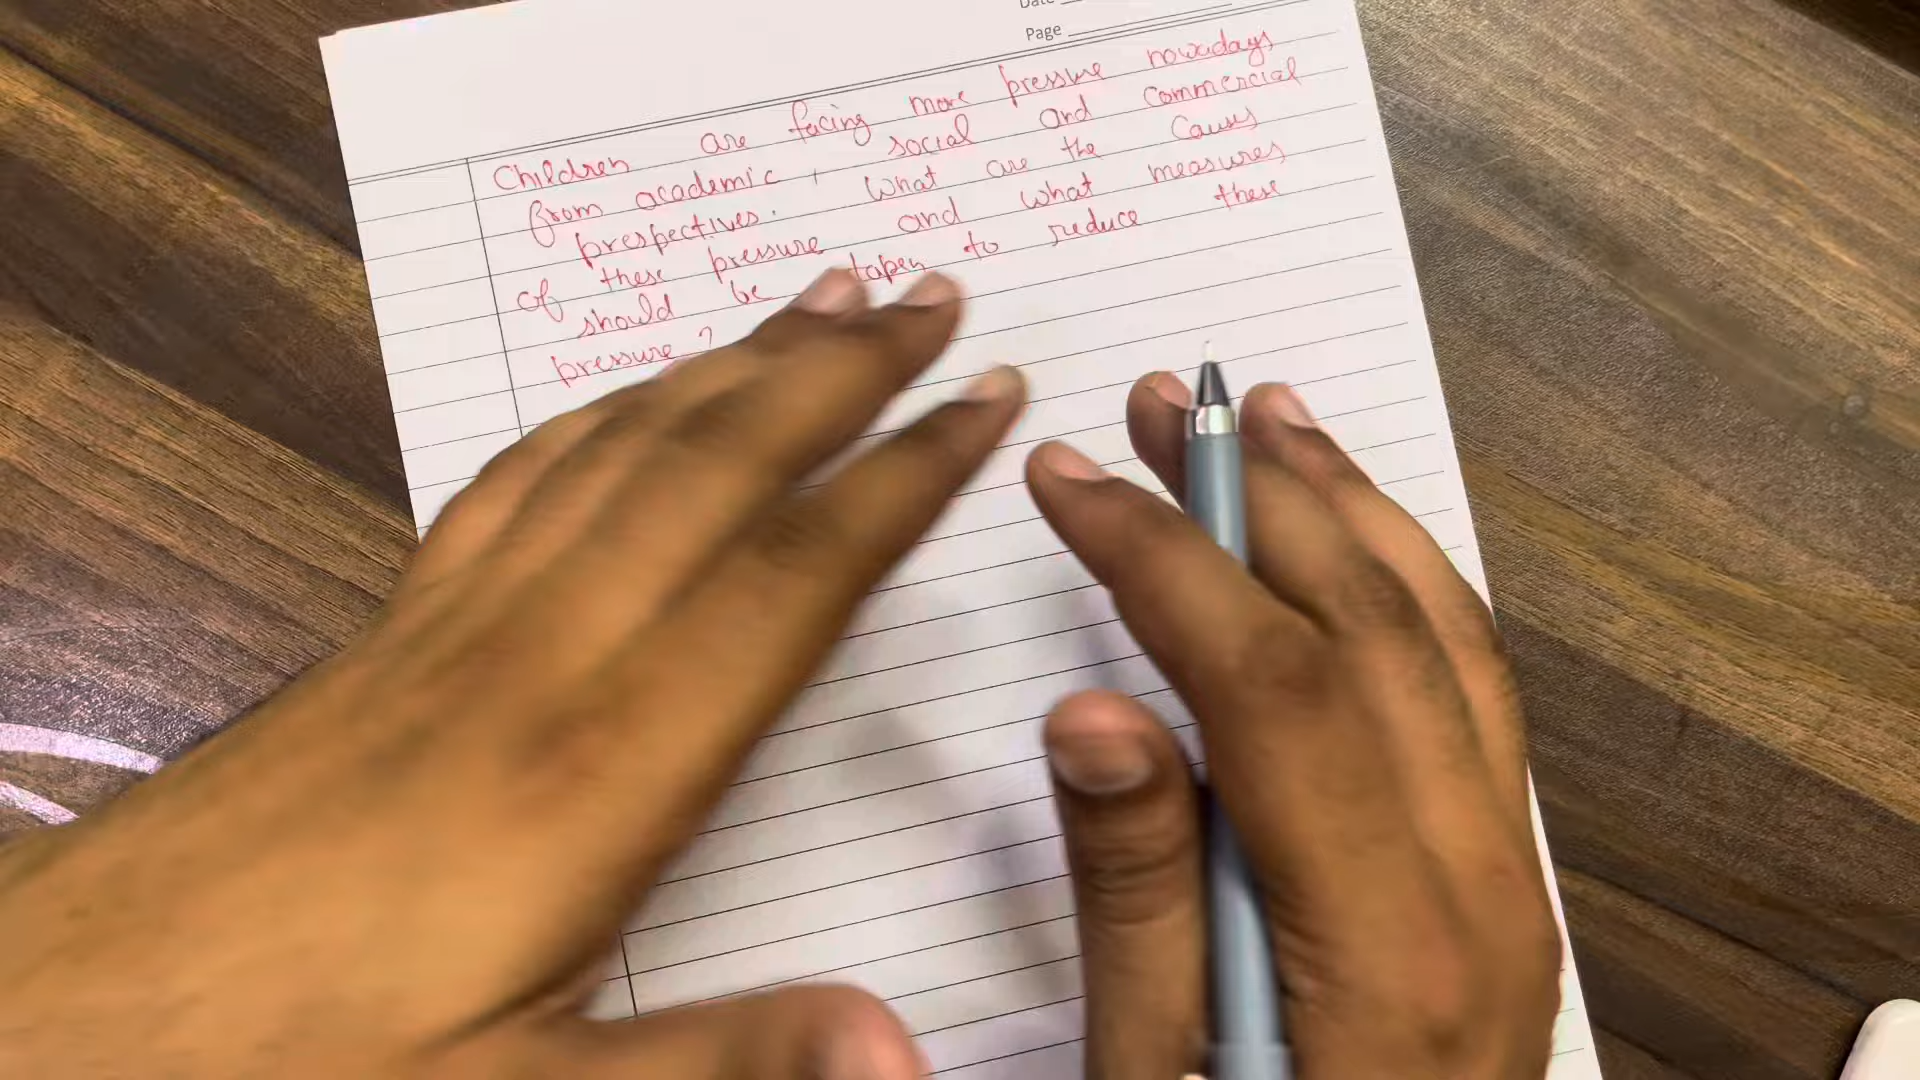 Date
Page
Children are facing more pressure nowadays
from academic, social and commercial
prespectives. What are the causes
of these pressure and what measures
should be tapen to reduce these
pressure?